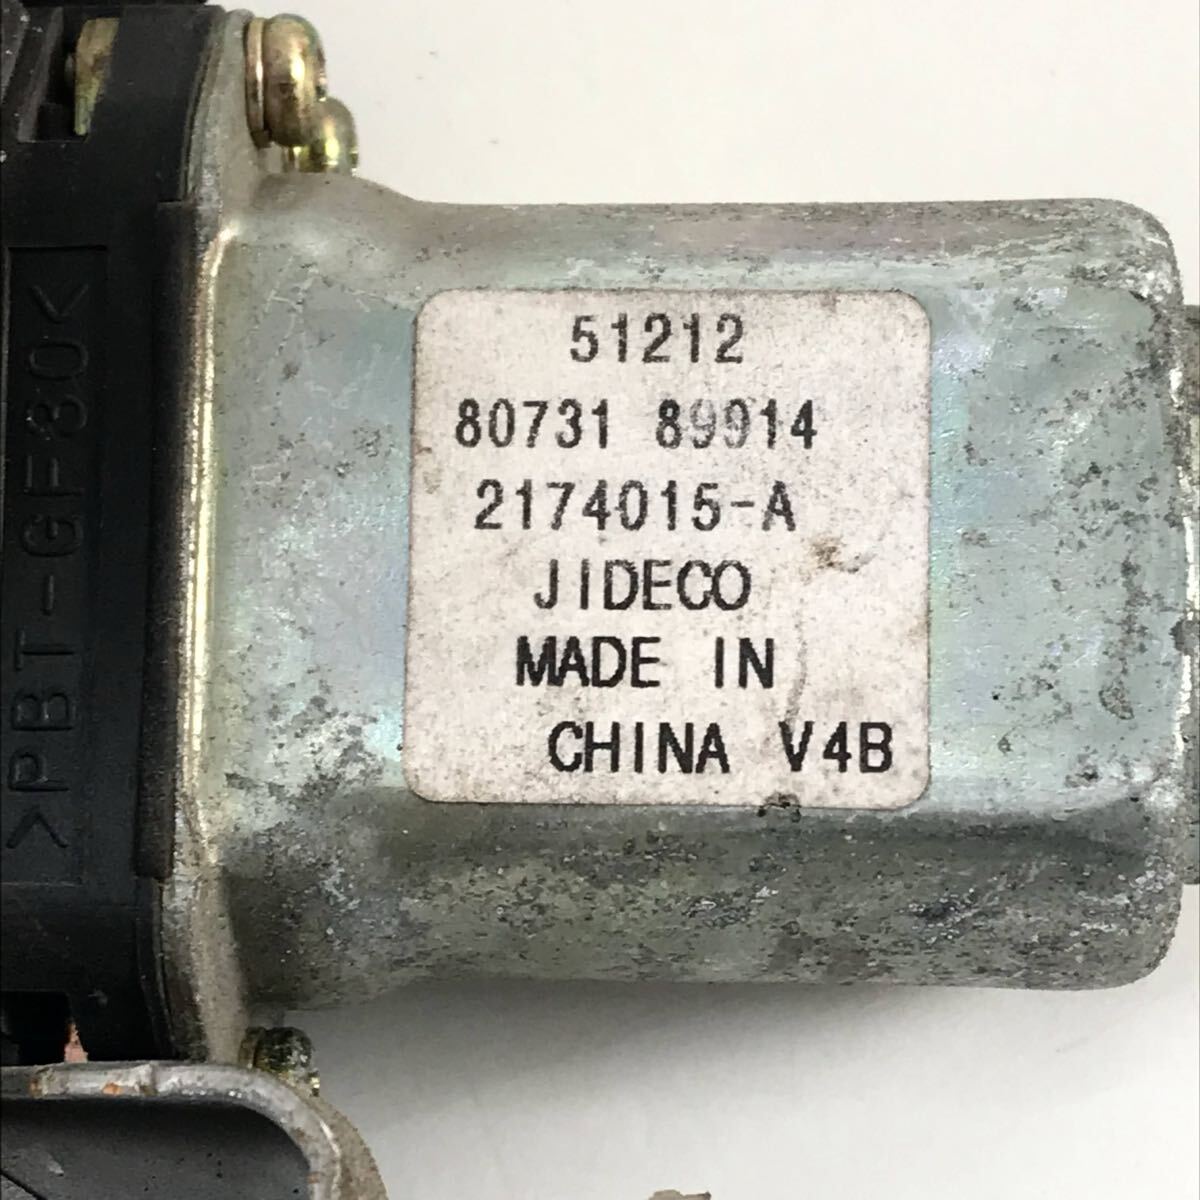 51212
80731 89914
2174015-A
JIDECO
MADE IN
CHINA V4B
>PBT-GF30<